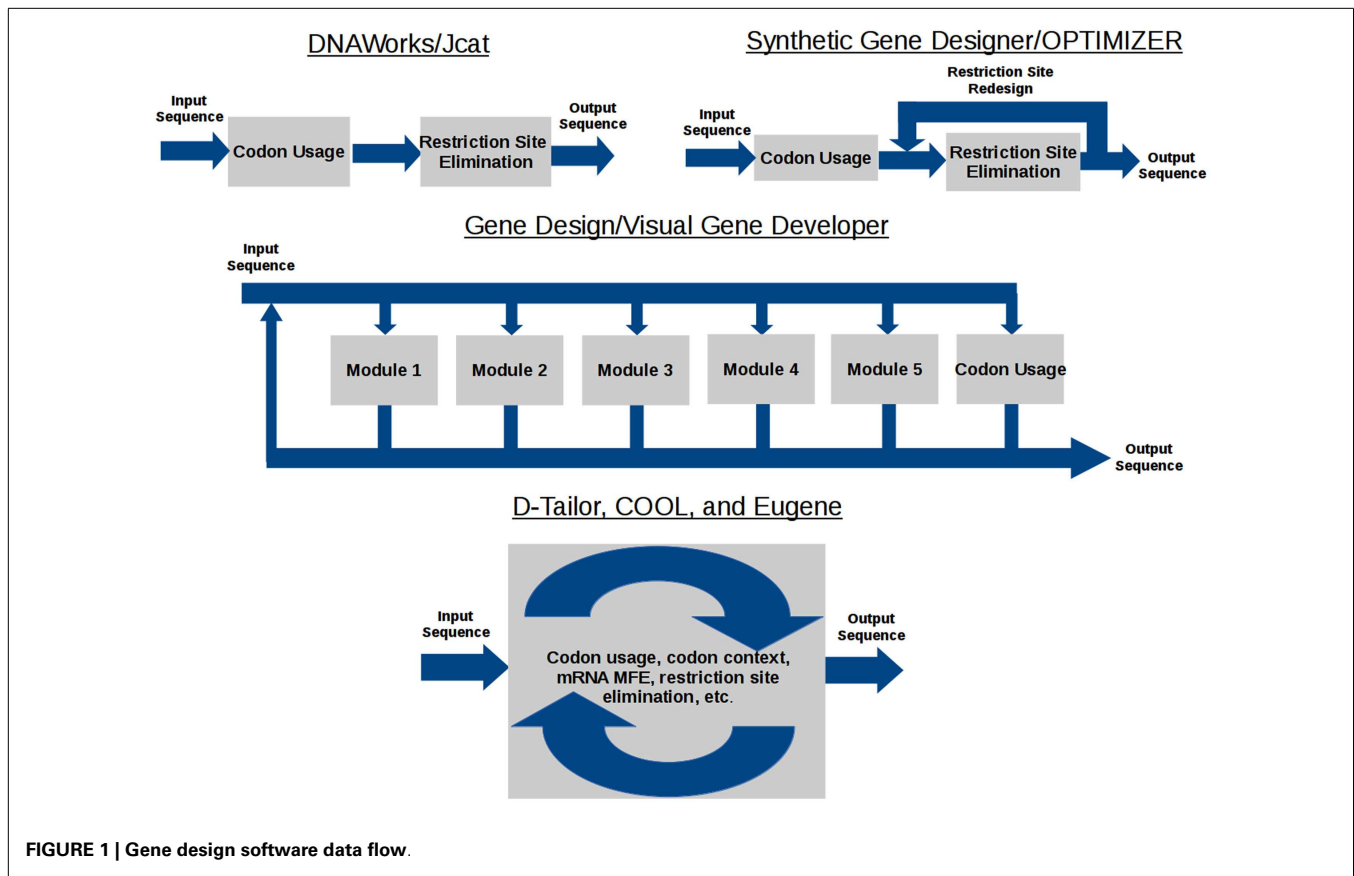 DNAWorks/Jcat
Input
Sequence
Codon Usage
Restriction Site
Elimination
Output
Sequence
Synthetic Gene Designer/OPTIMIZER
Restriction Site
Redesign
Input
Sequence
Codon Usage
Restriction Site
Elimination
Output
Sequence
Gene Design/Visual Gene Developer
Input
Sequence
Module 1
Module 2
Module 3
Module 4
Module 5
Codon Usage
Output
Sequence
D-Tailor, COOL, and Eugene
Input
Sequence
Codon usage, codon context,
mRNA MFE, restriction site
elimination, etc.
Output
Sequence
FIGURE 1 | Gene design software data flow.